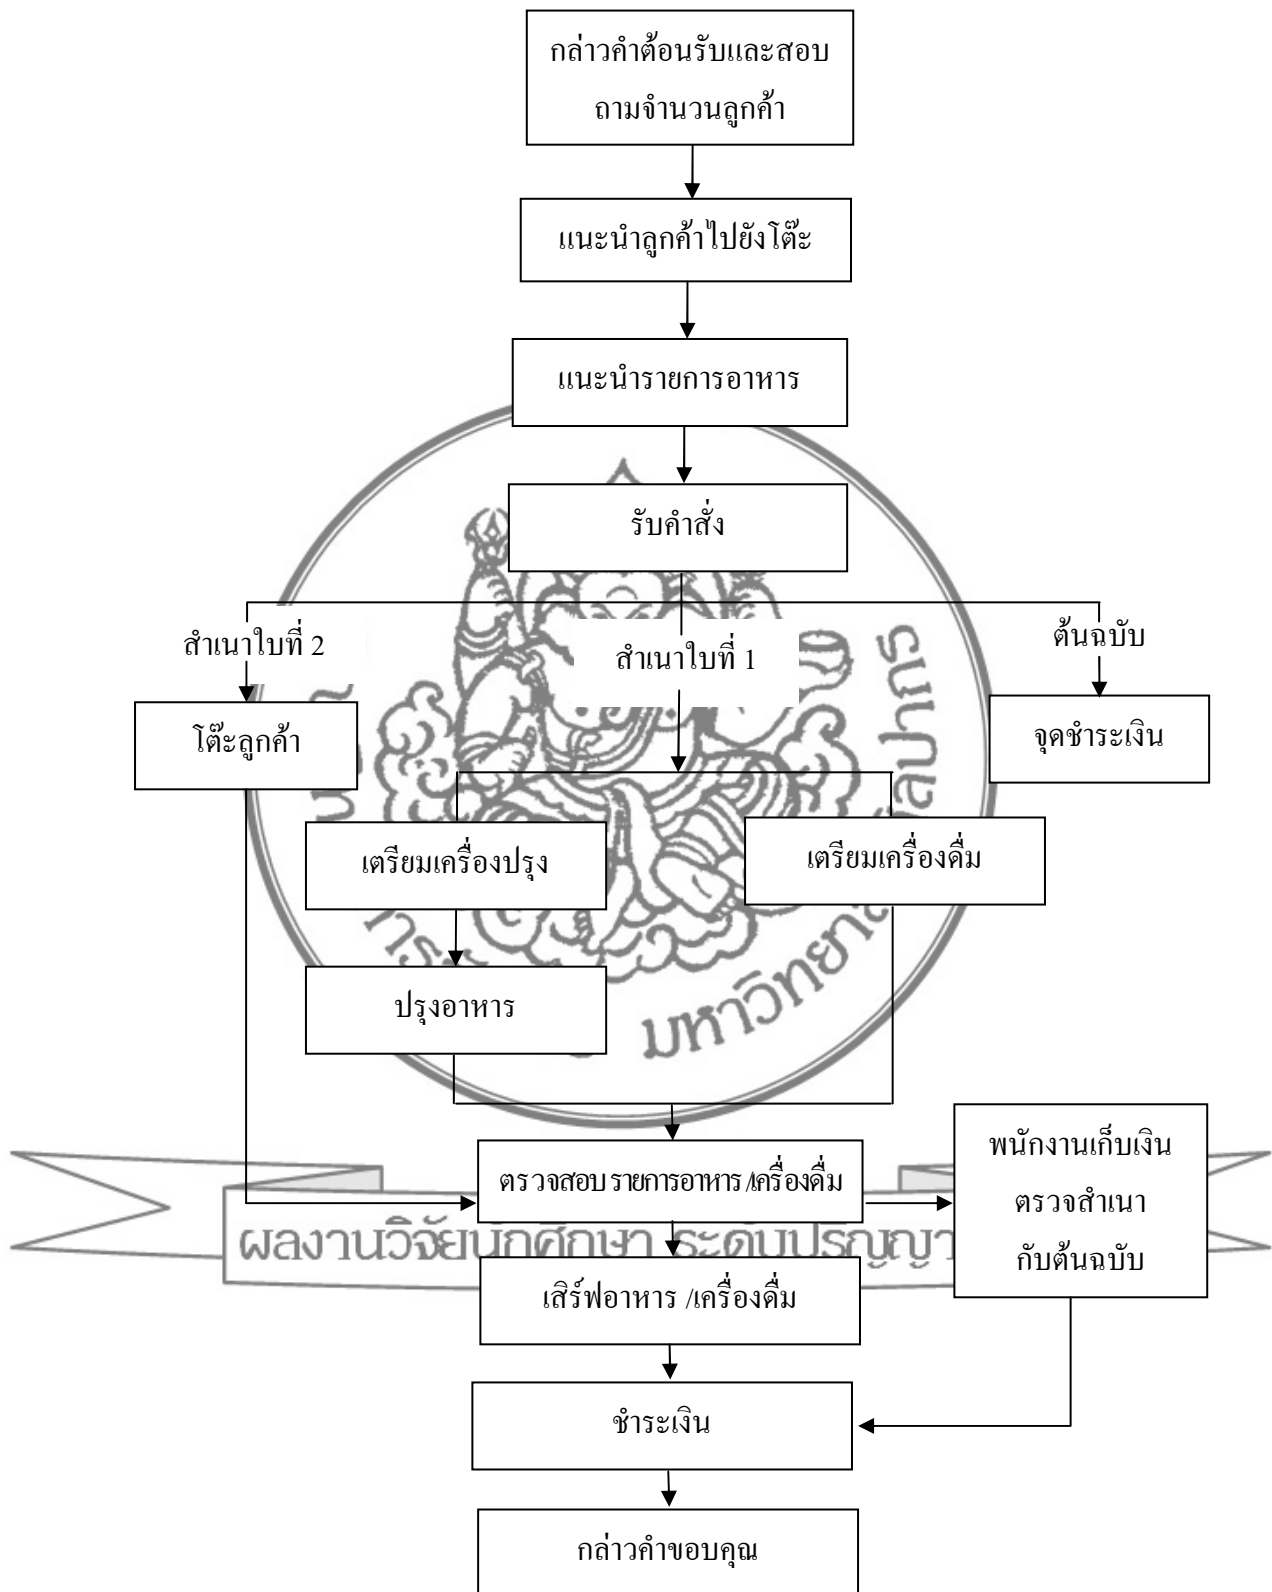 กล่าวคำต้อนรับและสอบ
ถามจำนวนลูกค้า
แนะนำลูกค้าไปยังโต๊ะ
แนะนำรายการอาหาร
รับคำสั่ง
สำเนาใบที่ 2
สำเนาใบที่ 1
ต้นฉบับ
โต๊ะลูกค้า
จุดชำระเงิน
เตรียมเครื่องปรุง
เตรียมเครื่องดื่ม
ปรุงอาหาร
มหาวิทยาลัยศิลปากร
พนักงานเก็บเงิน
ตรวจสำเนา
กับต้นฉบับ
ตรวจสอบรายการอาหาร/เครื่องดื่ม
ผลงานวิจัยนักศึกษา ระดับปริญญา
เสิร์ฟอาหาร /เครื่องดื่ม
ชำระเงิน
กล่าวคำขอบคุณ